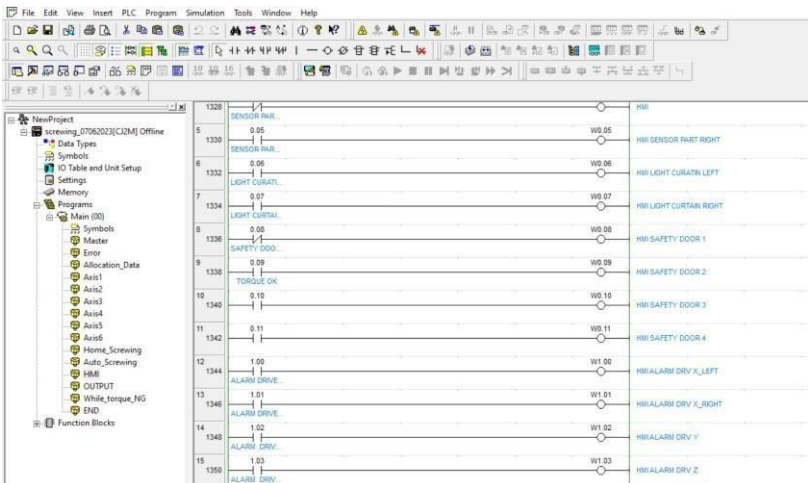 File Edit View Insert PLC Program Simulation Tools Window Help
NewProject
screwing_07062023[CJ2M] Offline
Data Types
Symbols
IO Table and Unit Setup
Settings
Memory
Programs
Main (00)
Symbols
Master
Error
Allocation_Data
Axis1
Axis2
Axis3
Axis4
Axis5
Axis6
Home_Screwing
Auto_Screwing
HMI
OUTPUT
While_torque_NG
END
Function Blocks
1328 HMI
SENSOR PAR...
5 0.05 W0.05
1330 HMI SENSOR PART RIGHT
SENSOR PAR...
6 0.06 W0.06
1332 HMI LIGHT CURATIN LEFT
LIGHT CURATI...
7 0.07 W0.07
1334 HMI LIGHT CURTAIN RIGHT
LIGHT CURTAI...
8 0.08 W0.08
1336 HMI SAFETY DOOR 1
SAFETY DOO...
9 0.09 W0.09
1338 HMI SAFETY DOOR 2
TORQUE OK
10 0.10 W0.10
1340 HMI SAFETY DOOR 3
11 0.11 W0.11
1342 HMI SAFETY DOOR 4
12 1.00 W1.00
1344 HMI ALARM DRV X_LEFT
ALARM DRIVE...
13 1.01 W1.01
1346 HMI ALARM DRV X_RIGHT
ALARM DRIVE...
14 1.02 W1.02
1348 HMI ALARM DRV Y
ALARM DRIV...
15 1.03 W1.03
1350 HMI ALARM DRV Z
ALARM DRIV...